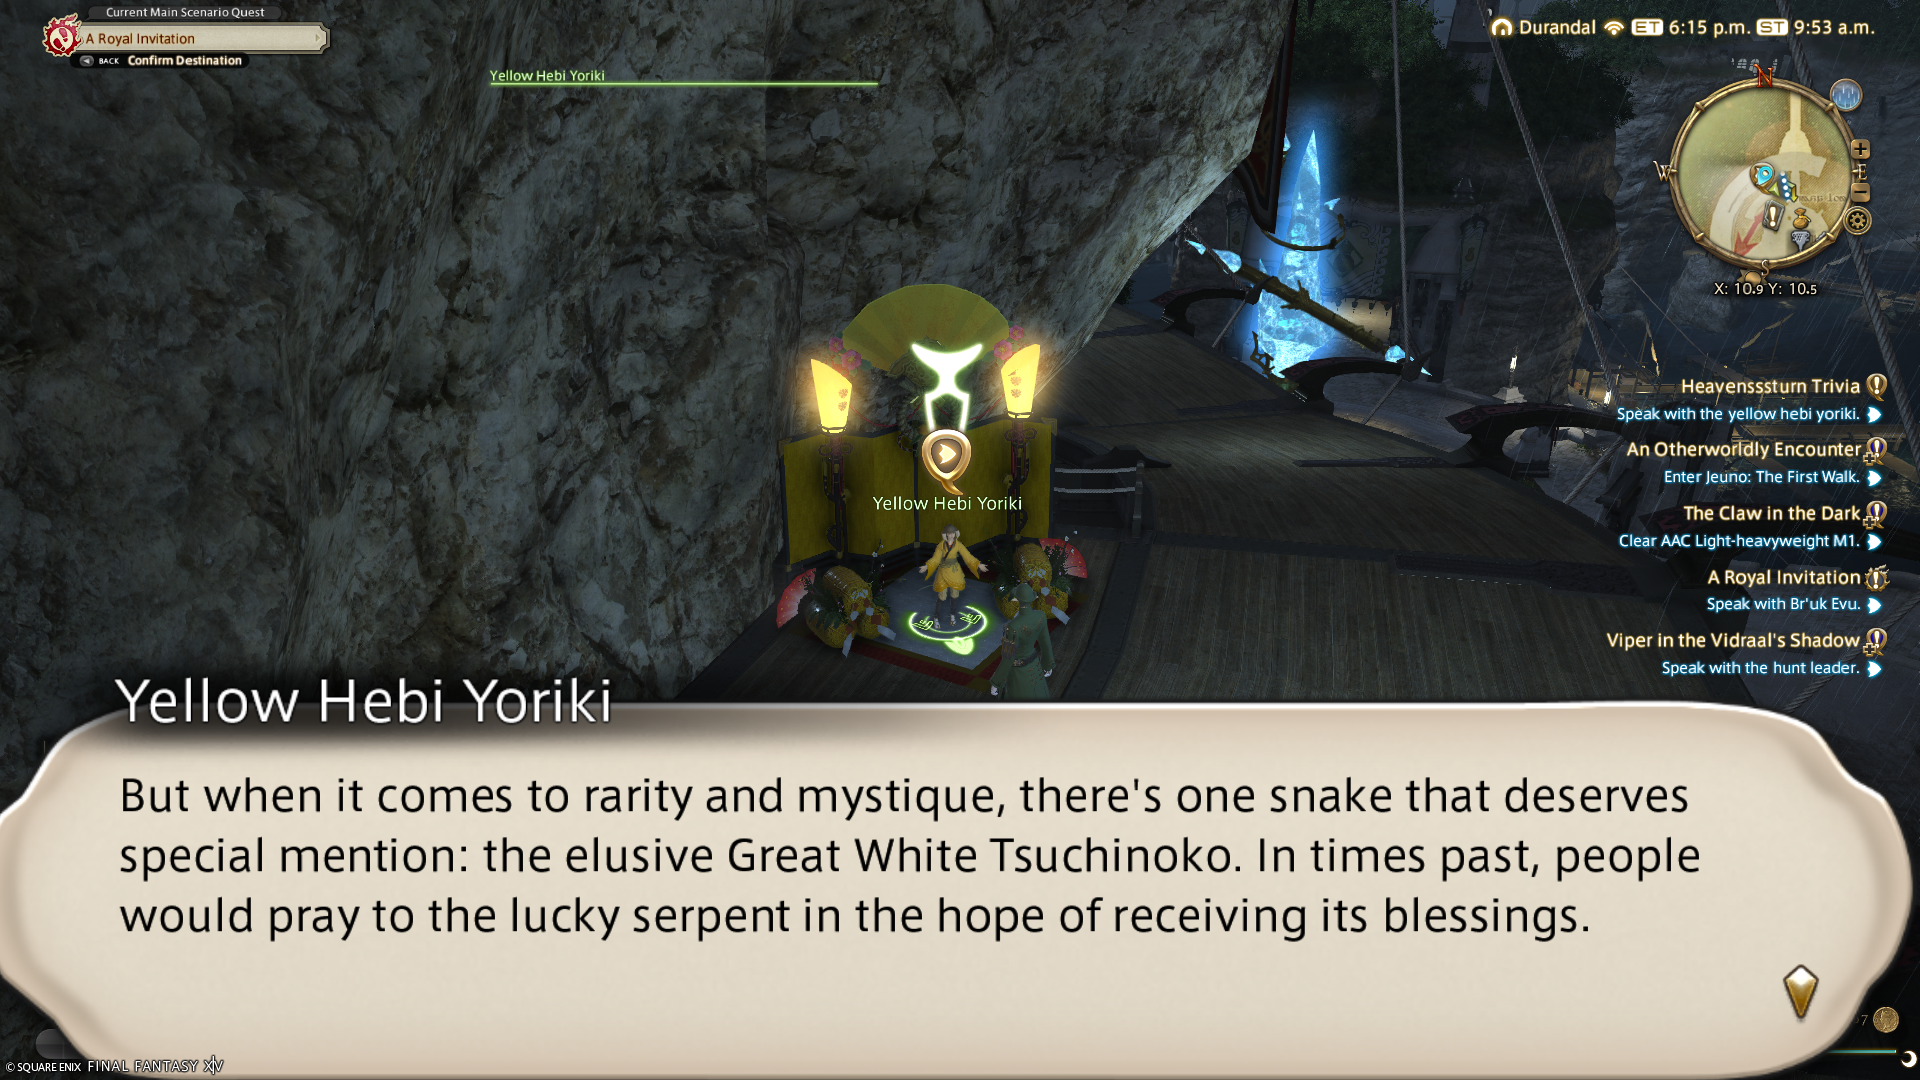 Current Main Scenario Quest
A Royal Invitation
BACK Confirm Destination
Yellow Hebi Yoriki
Durandal ET 6:15 p.m. ST 9:53 a.m.
N
W
E
S
X: 10.9 Y: 10.5
Heavensssturn Trivia
Speak with the yellow hebi yoriki.
An Otherworldly Encounter
Enter Jeuno: The First Walk.
The Claw in the Dark
Clear AAC Light-heavyweight M1.
A Royal Invitation
Speak with Br'uk Evu.
Viper in the Vidraal's Shadow
Speak with the hunt leader.
Yellow Hebi Yoriki
Yellow Hebi Yoriki
But when it comes to rarity and mystique, there's one snake that deserves
special mention: the elusive Great White Tsuchinoko. In times past, people
would pray to the lucky serpent in the hope of receiving its blessings.
7
© SQUARE ENIX FINAL FANTASY XIV